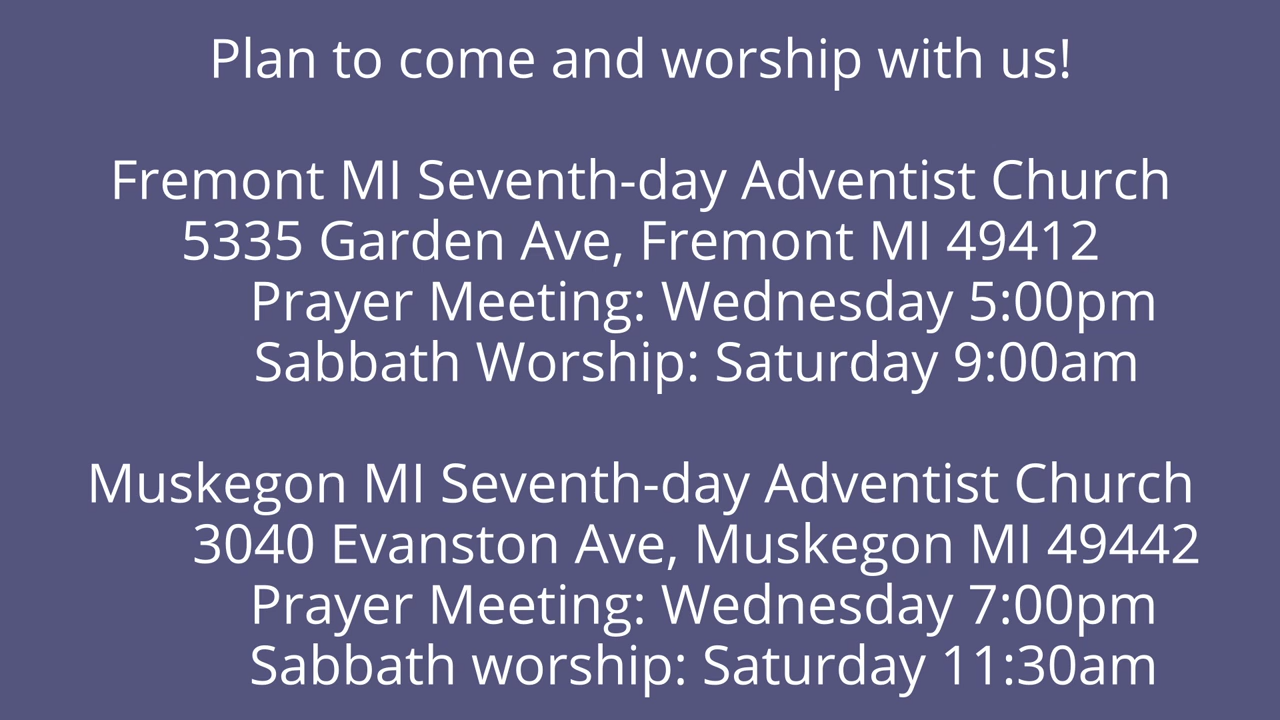 Plan to come and worship with us!
Fremont MI Seventh-day Adventist Church
5335 Garden Ave, Fremont MI 49412
Prayer Meeting: Wednesday 5:00pm
Sabbath Worship: Saturday 9:00am
Muskegon MI Seventh-day Adventist Church
3040 Evanston Ave, Muskegon MI 49442
Prayer Meeting: Wednesday 7:00pm
Sabbath worship: Saturday 11:30am